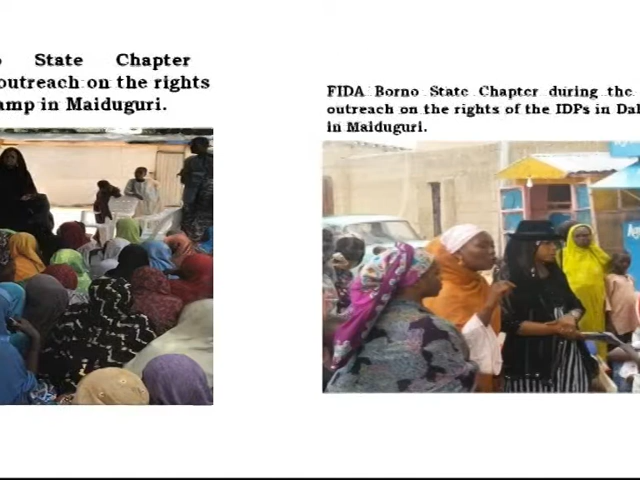 State Chapter
outreach on the rights
amp in Maiduguri.
FIDA Borno State Chapter during the
outreach on the rights of the IDPs in Dal
in Maiduguri.